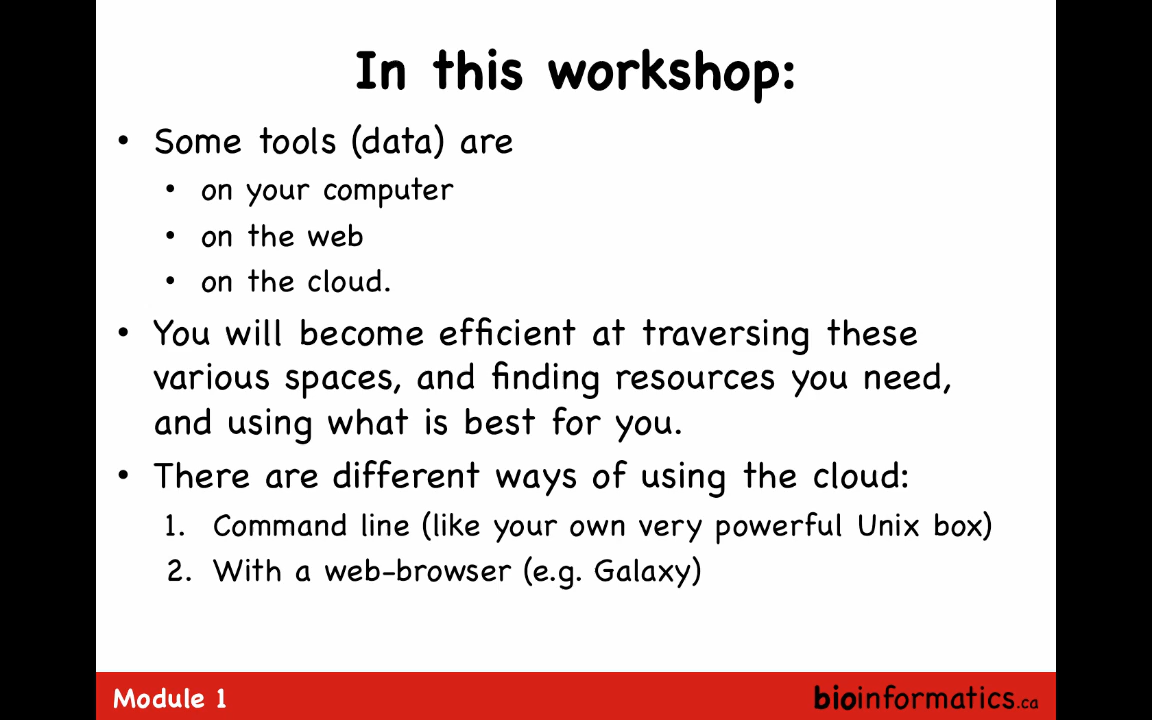 In this workshop:
• Some tools (data) are
• on your computer
• on the web
• on the cloud.
• You will become efficient at traversing these
various spaces, and finding resources you need,
and using what is best for you.
• There are different ways of using the cloud:
1. Command line (like your own very powerful Unix box)
2. With a web-browser (e.g. Galaxy)
Module 1
bioinformatics.ca